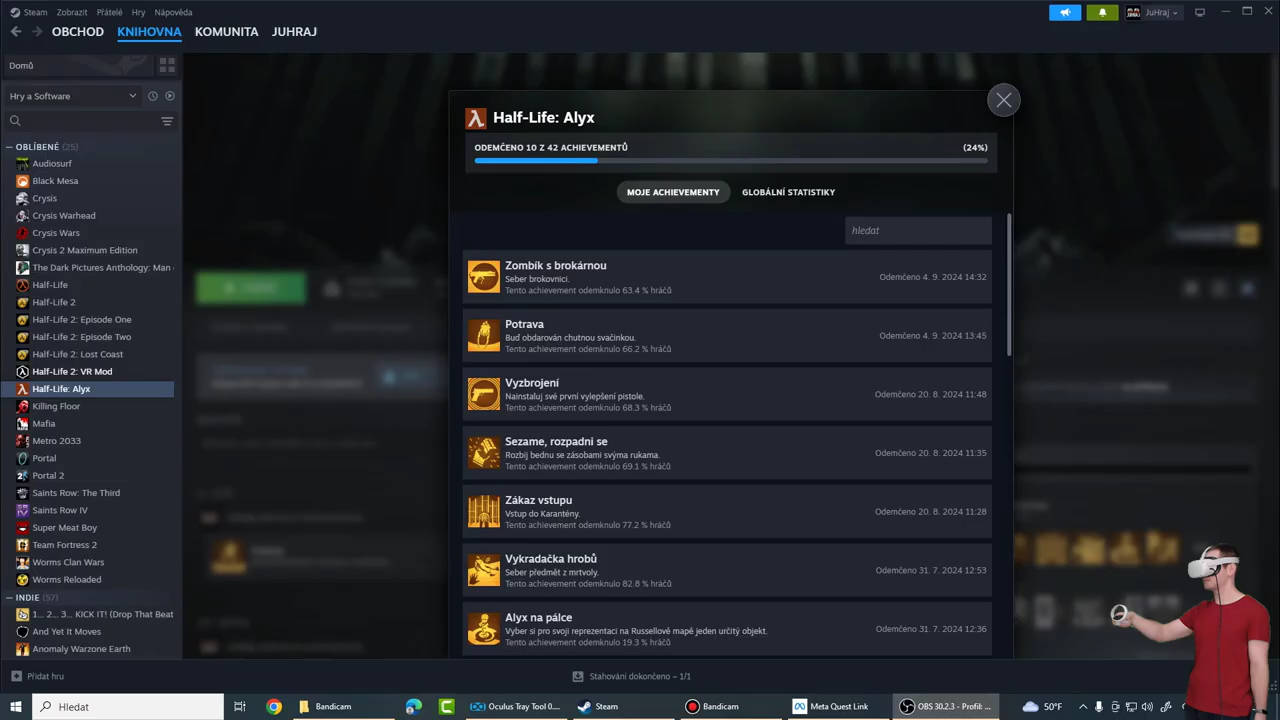 Steam Zobrazit Přátelé Hry Nápověda
JuHraj
OBCHOD KNIHOVNA KOMUNITA JUHRAJ
Domů
Hry a Software
OBLÍBENÉ (25)
Audiosurf
Black Mesa
Crysis
Crysis Warhead
Crysis Wars
Crysis 2 Maximum Edition
The Dark Pictures Anthology: Man
Half-Life
Half-Life 2
Half-Life 2: Episode One
Half-Life 2: Episode Two
Half-Life 2: Lost Coast
Half-Life 2: VR Mod
Half-Life: Alyx
Killing Floor
Mafia
Metro 2033
Portal
Portal 2
Saints Row: The Third
Saints Row IV
Super Meat Boy
Team Fortress 2
Worms Clan Wars
Worms Reloaded
INDIE (57)
1... 2... 3... KICK IT! (Drop That Beat
And Yet It Moves
Anomaly Warzone Earth
Half-Life: Alyx
ODEMČENO 10 Z 42 ACHIEVEMENTŮ (24%)
MOJE ACHIEVEMENTY GLOBÁLNÍ STATISTIKY
hledat
Zombík s brokárnou
Seber brokovnici.
Tento achievement odemknulo 63.4 % hráčů
Odemčeno 4. 9. 2024 14:32
Potrava
Buď obdarován chutnou svačinkou.
Tento achievement odemknulo 66.2 % hráčů
Odemčeno 4. 9. 2024 13:45
Vyzbrojení
Nainstaluj své první vylepšení pistole.
Tento achievement odemknulo 68.3 % hráčů
Odemčeno 20. 8. 2024 11:48
Sezame, rozpadni se
Rozbij bednu se zásobami svýma rukama.
Tento achievement odemknulo 69.1 % hráčů
Odemčeno 20. 8. 2024 11:35
Zákaz vstupu
Vstup do Karantény.
Tento achievement odemknulo 77.2 % hráčů
Odemčeno 20. 8. 2024 11:28
Vykradačka hrobů
Seber předmět z mrtvoly.
Tento achievement odemknulo 82.8 % hráčů
Odemčeno 31. 7. 2024 12:53
Alyx na pálce
Vyber si pro svoji reprezentaci na Russellově mapě jeden určitý objekt.
Tento achievement odemknulo 19.3 % hráčů
Odemčeno 31. 7. 2024 12:36
Přidat hru
Stahování dokončeno – 1/1
Hledat
Bandicam
Oculus Tray Tool 0....
Steam
Bandicam
Meta Quest Link
OBS 30.2.3 - Profil: ...
50°F